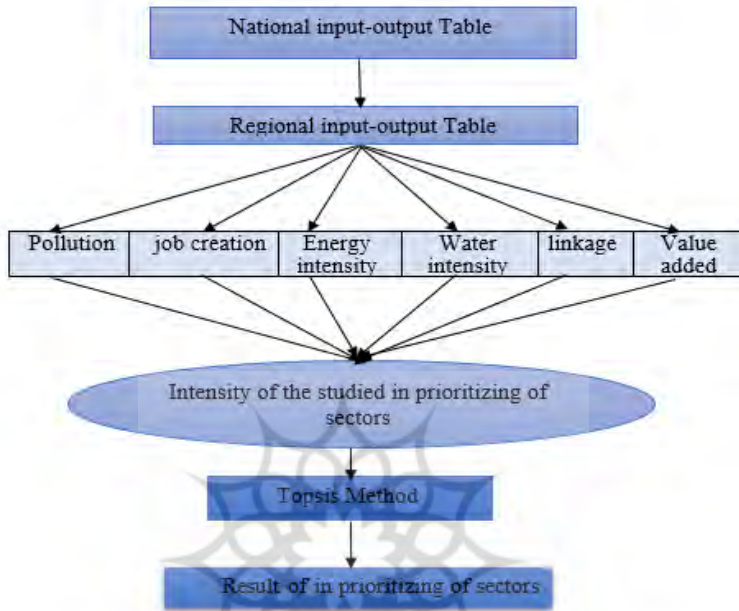 National input-output Table
Regional input-output Table
Pollution
job creation
Energy
intensity
Water
intensity
linkage
Value
added
Intensity of the studied in prioritizing of
sectors
Topsis Method
Result of in prioritizing of sectors